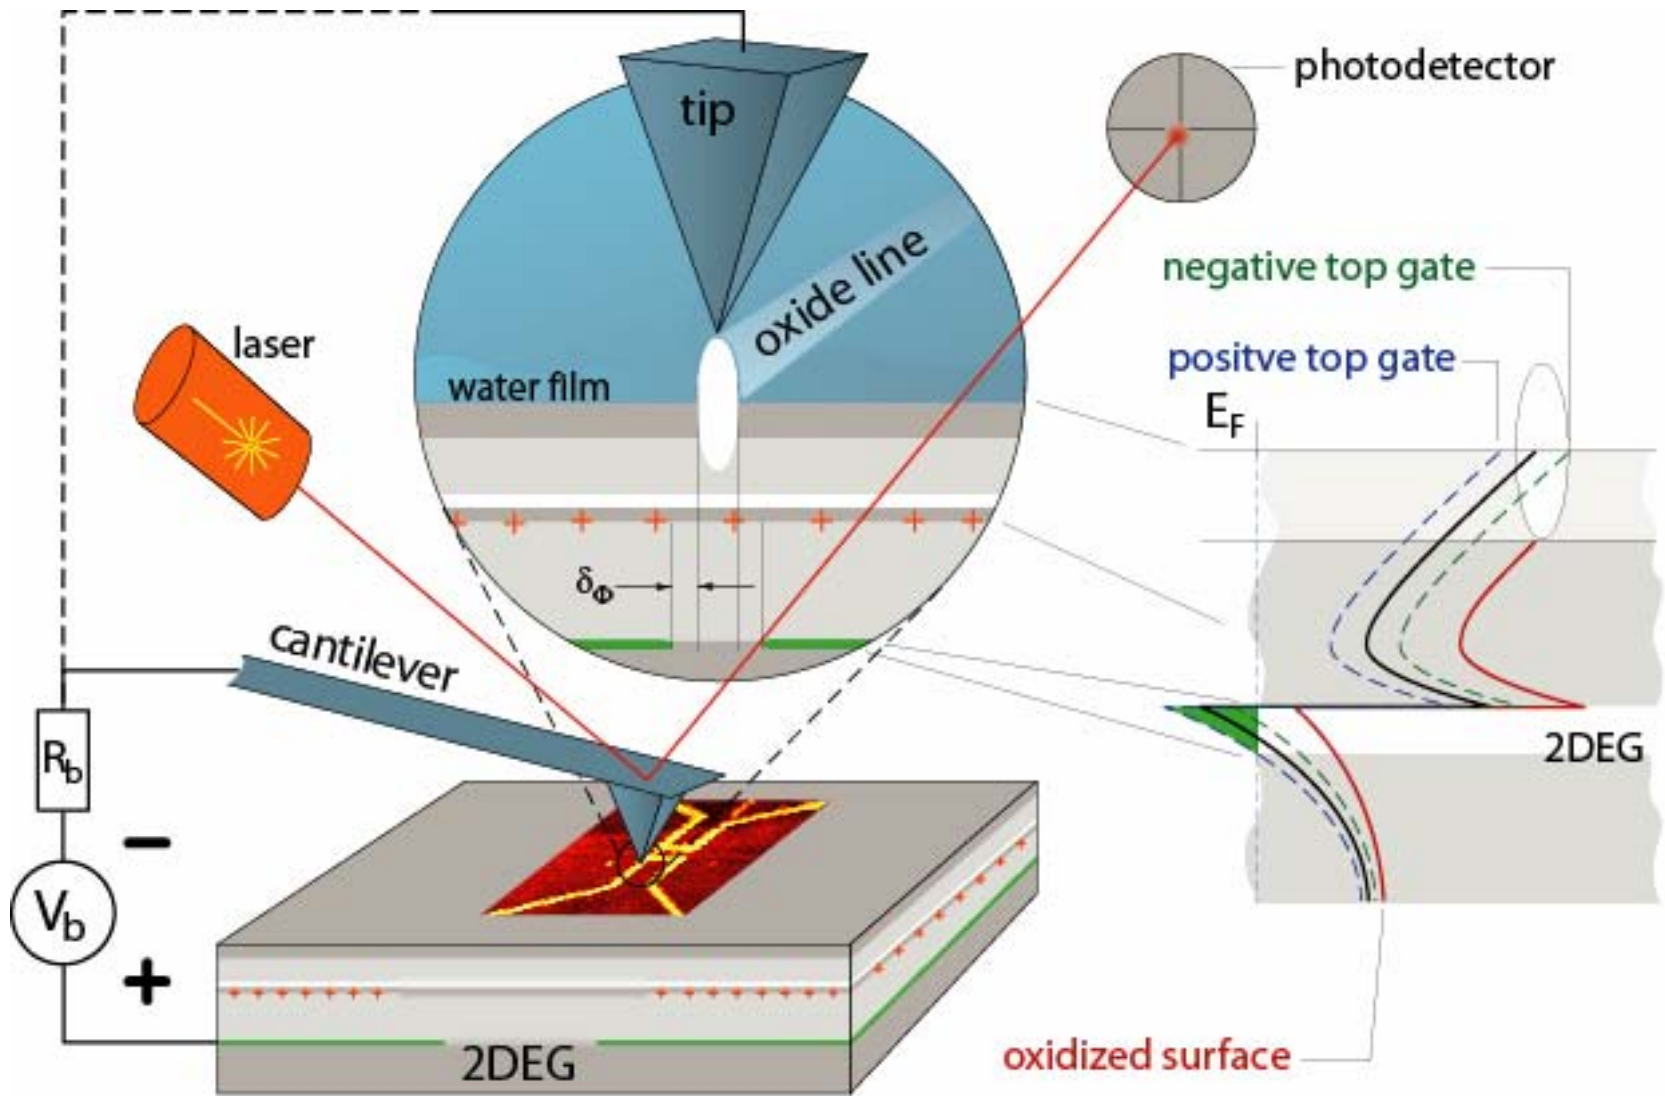 tip
photodetector
oxide line
negative top gate
laser
positve top gate
water film
E_F
+ + + + + + + +
δ_Φ
cantilever
R_b
2DEG
−
V_b
+
oxidized surface
2DEG